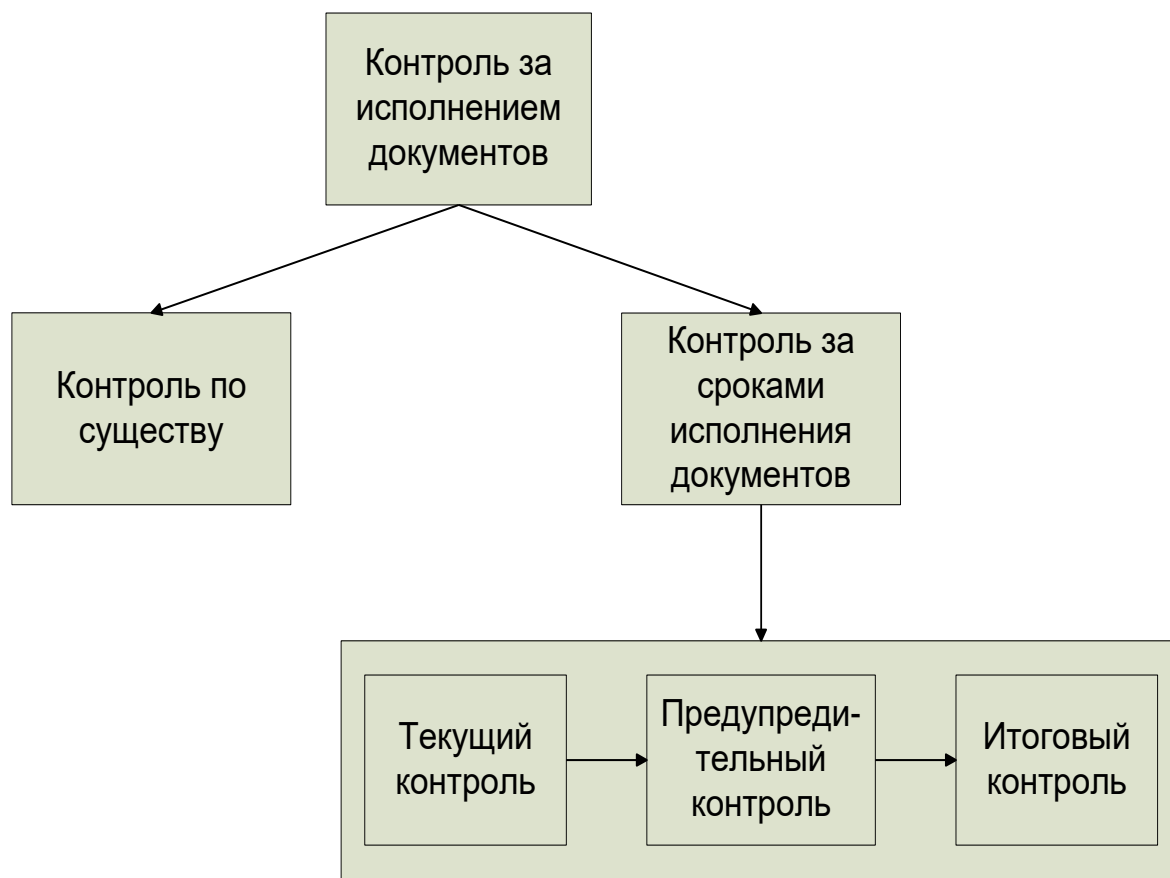 Контроль за
исполнением
документов
Контроль по
существу
Контроль за
сроками
исполнения
документов
Текущий
контроль
Предупреди-
тельный
контроль
Итоговый
контроль